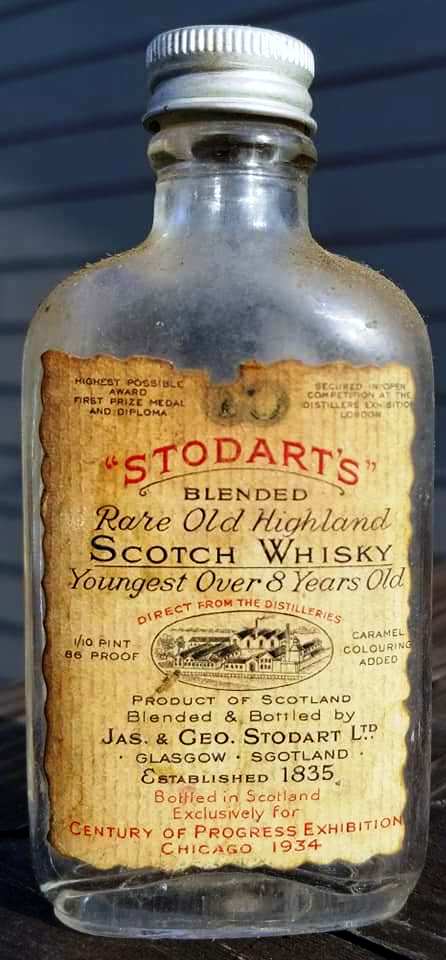 HIGHEST POSSIBLE
AWARD
FIRST PRIZE MEDAL
AND DIPLOMA
SECURED IN OPEN
COMPETITION AT THE
DISTILLERS EXHIBITION
LONDON
"STODART'S"
BLENDED
Rare Old Highland
SCOTCH WHISKY
Youngest Over 8 Years Old
DIRECT FROM THE DISTILLERIES
1/10 PINT
86 PROOF
CARAMEL
COLOURING
ADDED
PRODUCT OF SCOTLAND
Blended & Bottled by
JAS. & GEO. STODART LTD.
· GLASGOW · SCOTLAND ·
ESTABLISHED 1835.
Bottled in Scotland
Exclusively for
CENTURY OF PROGRESS EXHIBITION
CHICAGO 1934